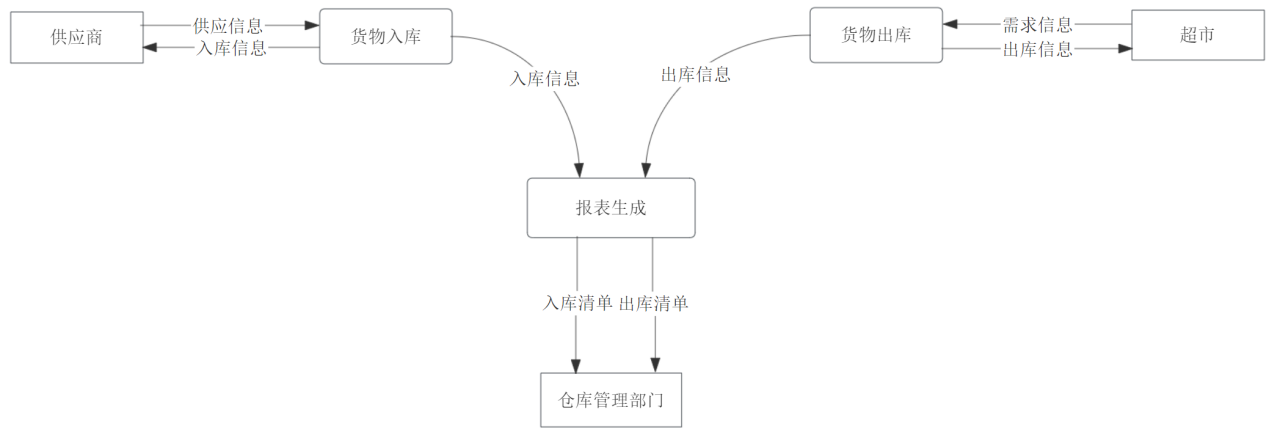 供应商
供应信息
入库信息
货物入库
货物出库
需求信息
出库信息
超市
入库信息
出库信息
报表生成
入库清单
出库清单
仓库管理部门